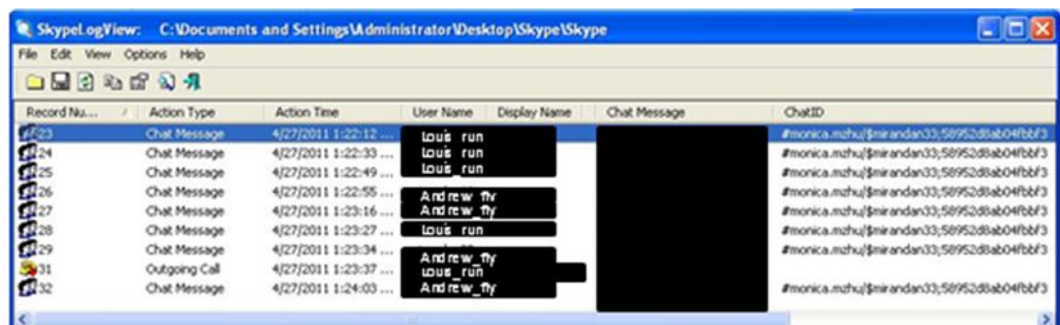 SkypeLogView: C:\Documents and Settings\Administrator\Desktop\Skype\Skype
File Edit View Options Help
Record Nu... / Action Type Action Time User Name Display Name Chat Message ChatID
23 Chat Message 4/27/2011 1:22:12 ... Louis_run #monica.mzhu/$mirandan33;58952d8ab04fbbf3
24 Chat Message 4/27/2011 1:22:33 ... Louis_run #monica.mzhu/$mirandan33;58952d8ab04fbbf3
25 Chat Message 4/27/2011 1:22:49 ... Louis_run #monica.mzhu/$mirandan33;58952d8ab04fbbf3
26 Chat Message 4/27/2011 1:22:55 ... Andrew_fly #monica.mzhu/$mirandan33;58952d8ab04fbbf3
27 Chat Message 4/27/2011 1:23:16 ... Andrew_fly #monica.mzhu/$mirandan33;58952d8ab04fbbf3
28 Chat Message 4/27/2011 1:23:27 ... Louis_run #monica.mzhu/$mirandan33;58952d8ab04fbbf3
29 Chat Message 4/27/2011 1:23:34 ... Andrew_fly #monica.mzhu/$mirandan33;58952d8ab04fbbf3
31 Outgoing Call 4/27/2011 1:23:37 ... Louis_run
32 Chat Message 4/27/2011 1:24:03 ... Andrew_fly #monica.mzhu/$mirandan33;58952d8ab04fbbf3